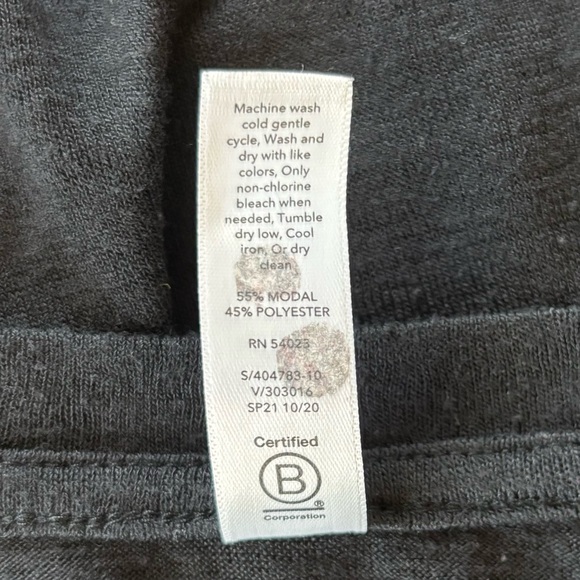 Machine wash
cold gentle
cycle, Wash and
dry with like
colors, Only
non-chlorine
bleach when
needed, Tumble
dry low, Cool
iron, Or dry
clean
55% MODAL
45% POLYESTER
RN 54023
S/404783-10
V/303016
SP21 10/20
Certified
B
®
Corporation